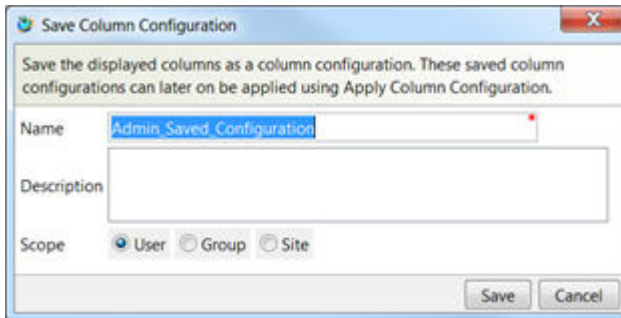 Save Column Configuration
Save the displayed columns as a column configuration. These saved column
configurations can later on be applied using Apply Column Configuration.
Name Admin_Saved_Configuration
Description
Scope User Group Site
Save Cancel